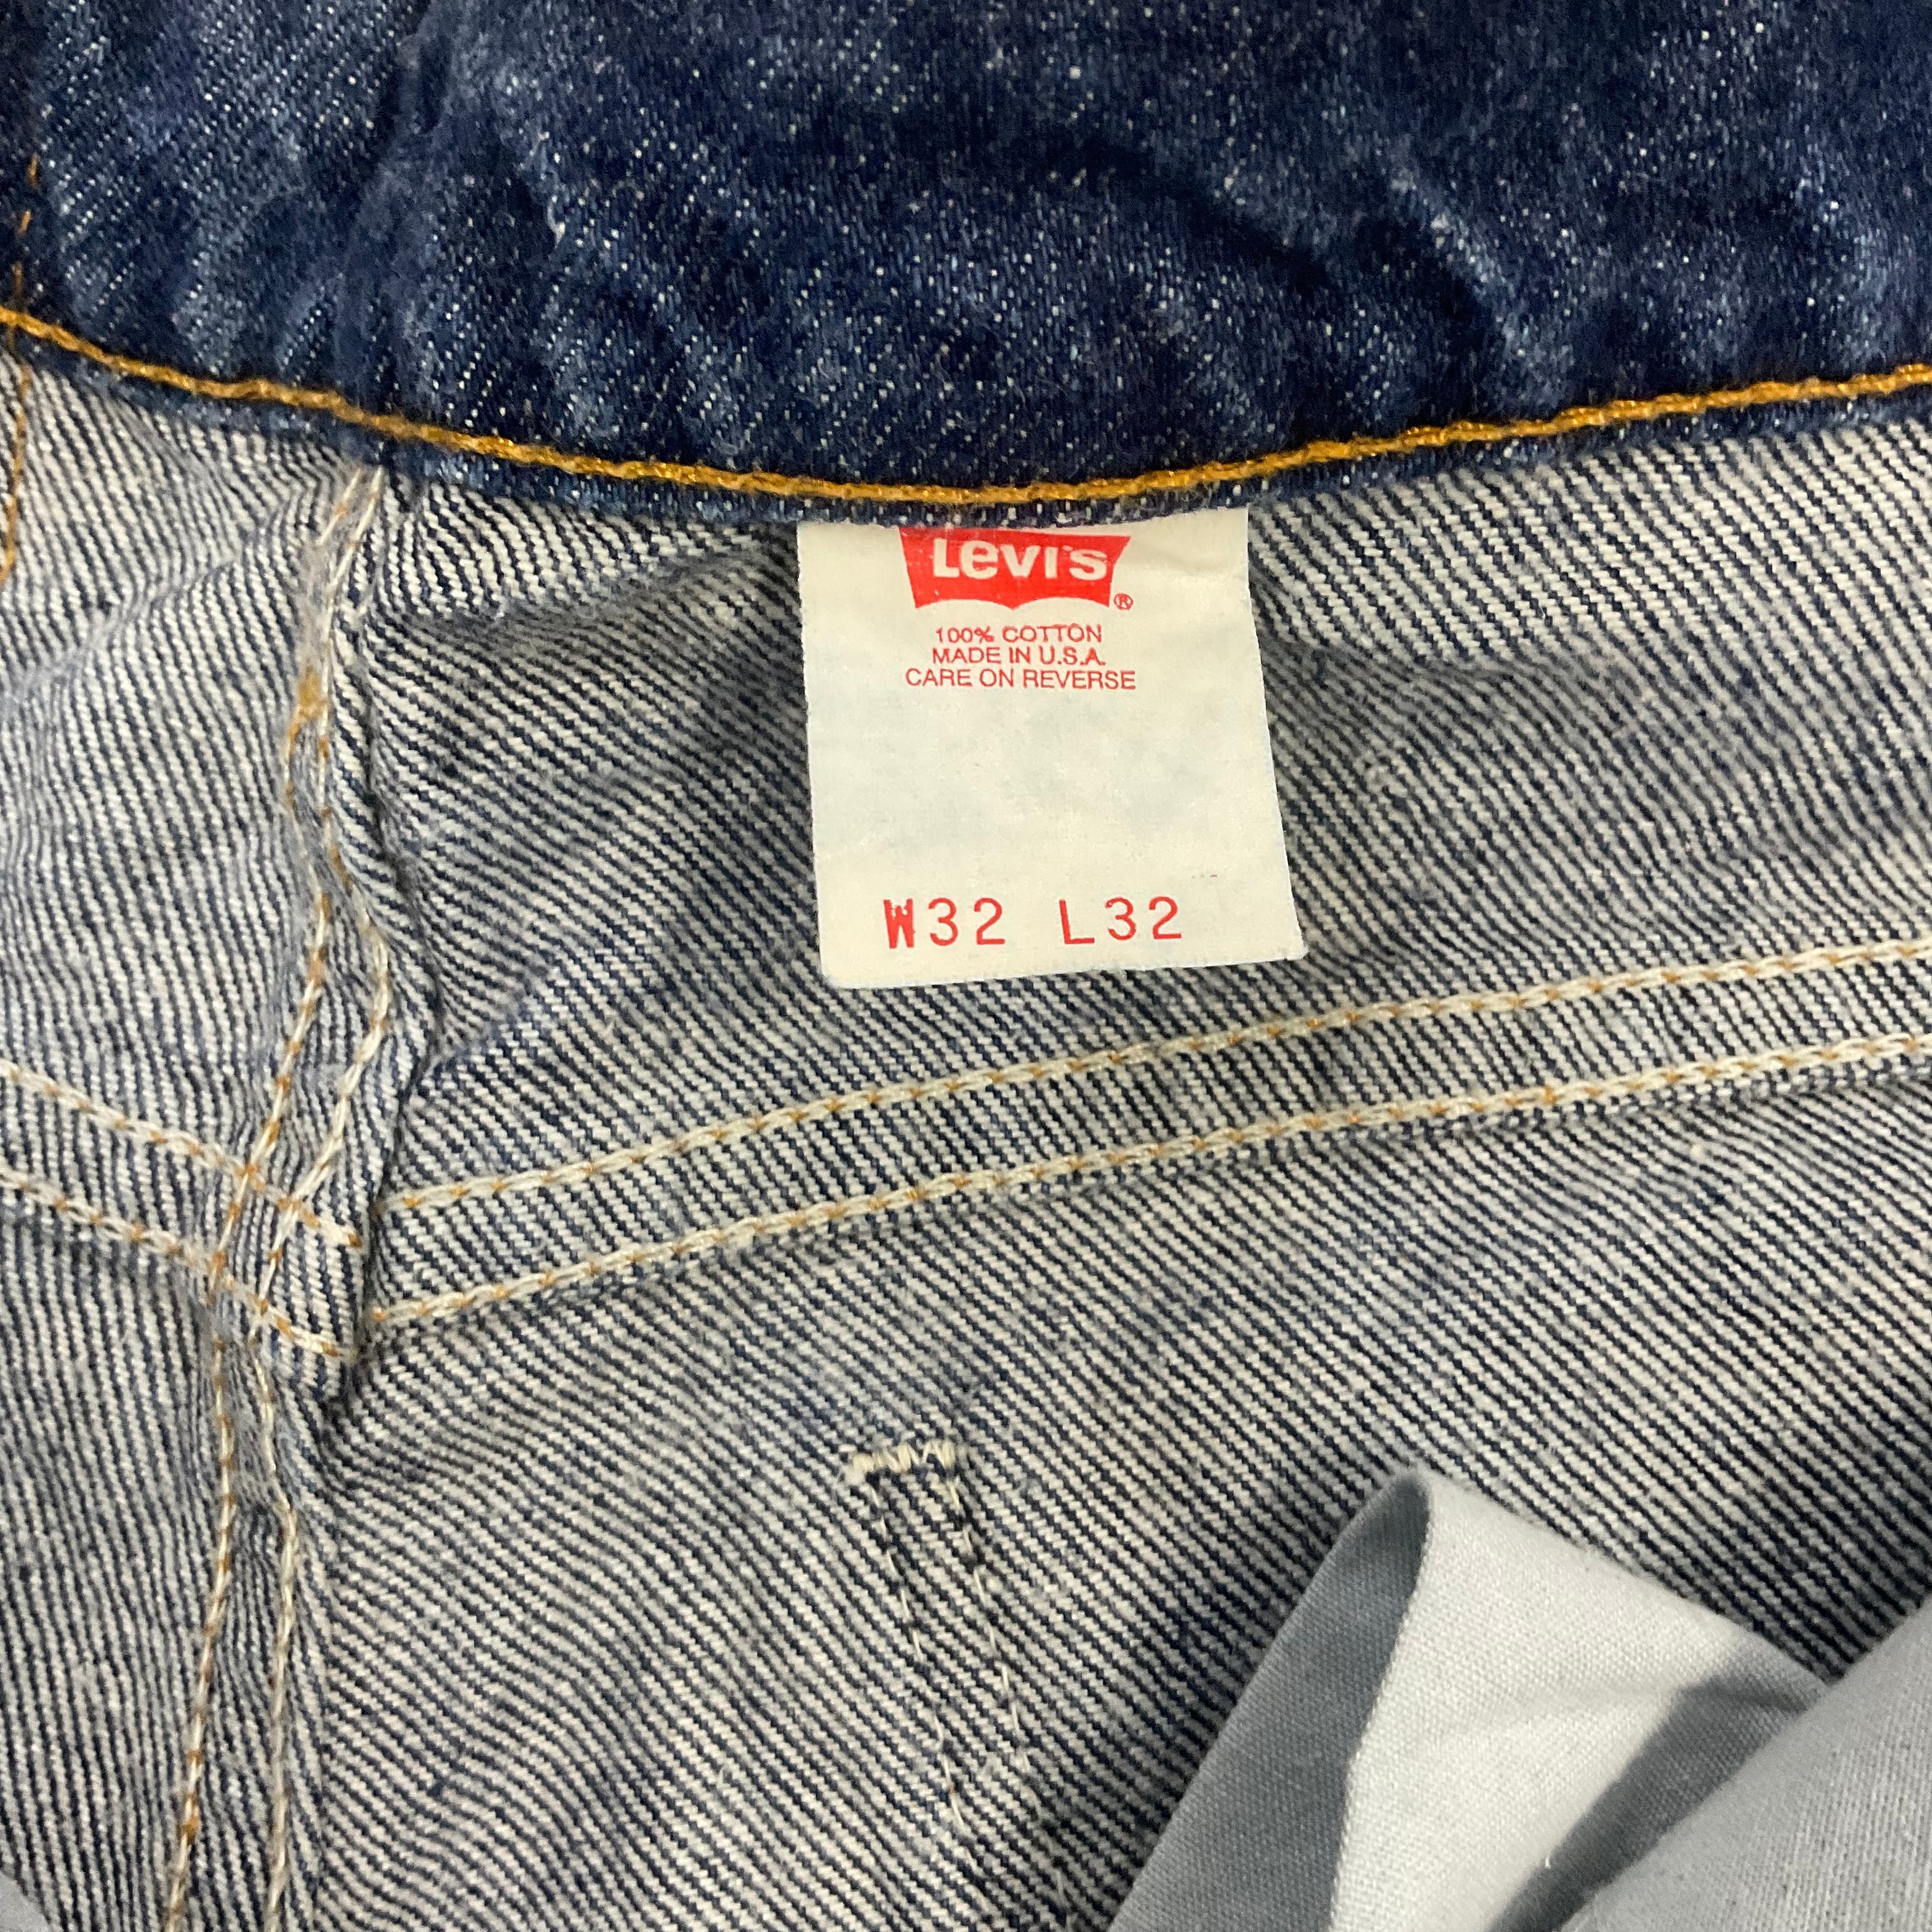 Levi's ®
100% COTTON
MADE IN U.S.A.
CARE ON REVERSE
W32 L32